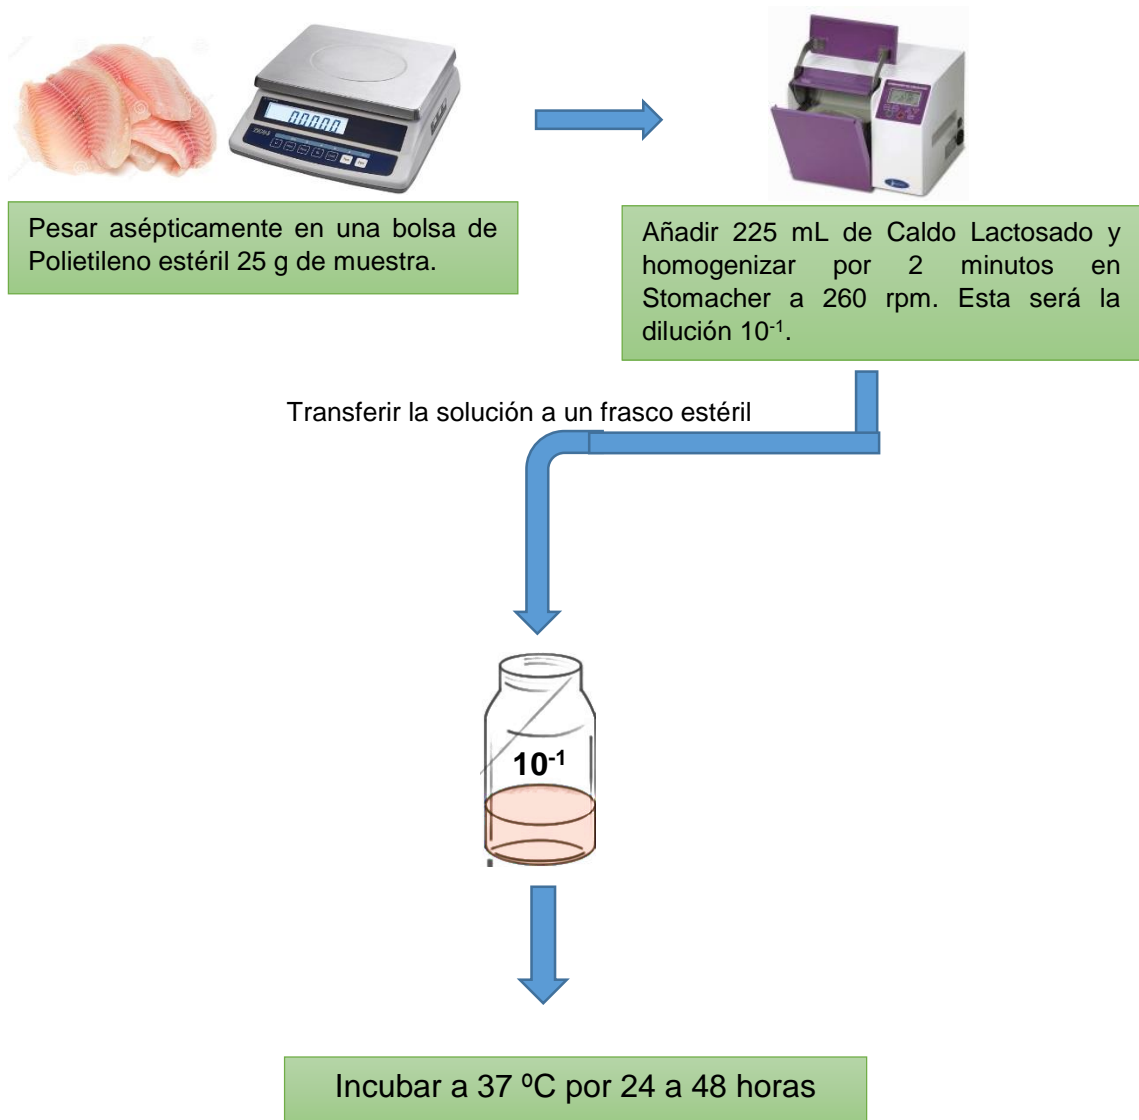 Pesar asépticamente en una bolsa de
Polietileno estéril 25 g de muestra.
Añadir 225 mL de Caldo Lactosado y
homogenizar por 2 minutos en
Stomacher a 260 rpm. Esta será la
dilución 10⁻¹.
Transferir la solución a un frasco estéril
10⁻¹
Incubar a 37 ºC por 24 a 48 horas